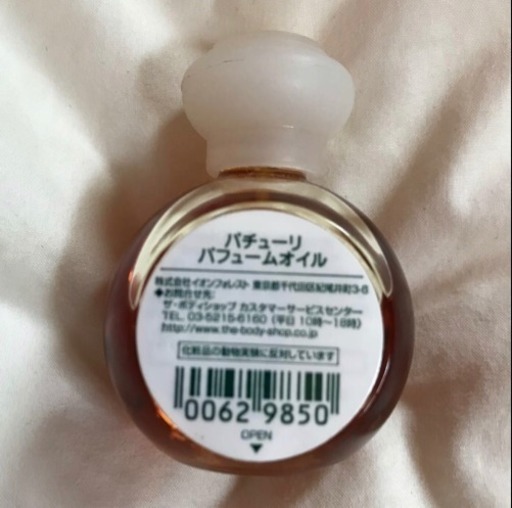 パチューリ
パフュームオイル
株式会社イオンフォレスト 東京都千代田区紀尾井町3-6
◆お問合せ先:
ザ・ボディショップ カスタマーサービスセンター
TEL. 03-5215-6160 (平日 10時〜18時)
http://www.the-body-shop.co.jp
化粧品の動物実験に反対しています
0062 9850
OPEN
▼